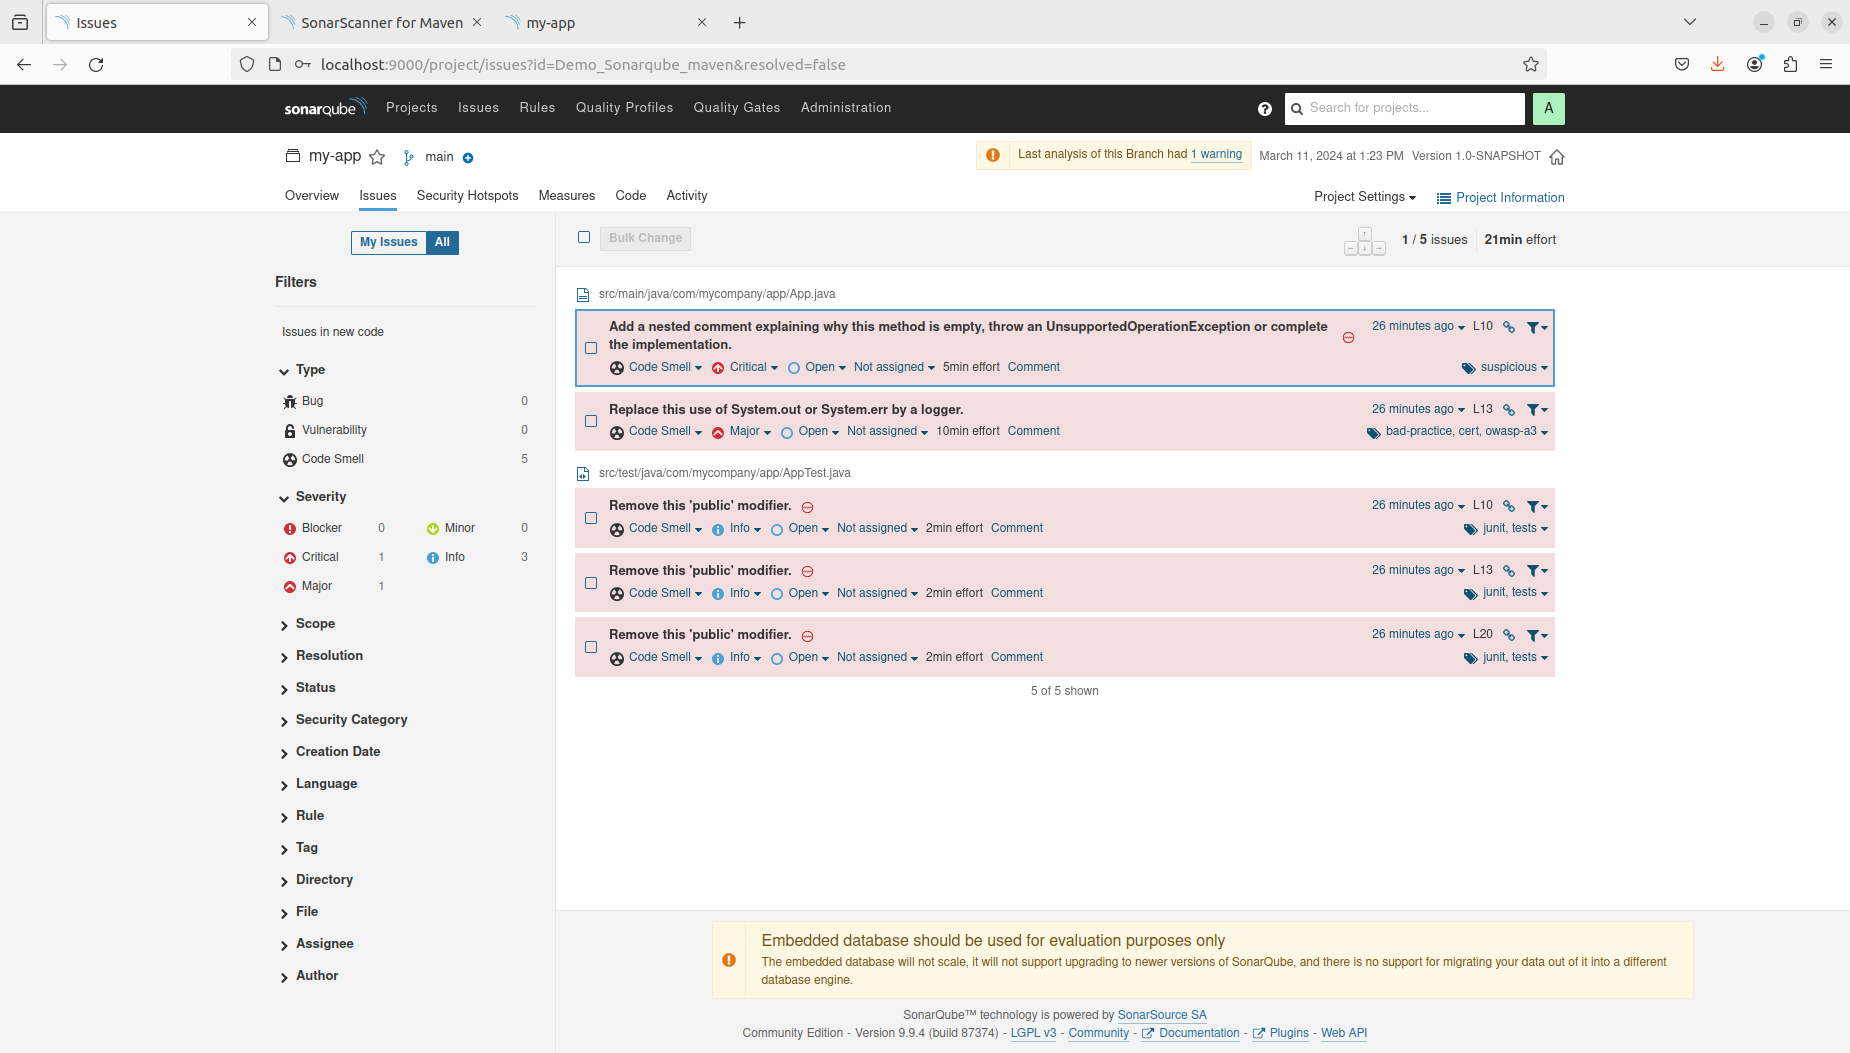 Issues
SonarScanner for Maven
my-app
localhost:9000/project/issues?id=Demo_Sonarqube_maven&resolved=false
sonarqube Projects Issues Rules Quality Profiles Quality Gates Administration
Search for projects...
A
my-app main
Last analysis of this Branch had 1 warning
March 11, 2024 at 1:23 PM Version 1.0-SNAPSHOT
Overview Issues Security Hotspots Measures Code Activity
Project Settings Project Information
My Issues All
Filters
Issues in new code
Type
Bug 0
Vulnerability 0
Code Smell 5
Severity
Blocker 0 Minor 0
Critical 1 Info 3
Major 1
Scope
Resolution
Status
Security Category
Creation Date
Language
Rule
Tag
Directory
File
Assignee
Author
Bulk Change
1 / 5 issues 21min effort
src/main/java/com/mycompany/app/App.java
Add a nested comment explaining why this method is empty, throw an UnsupportedOperationException or complete
the implementation.
26 minutes ago L10
Code Smell Critical Open Not assigned 5min effort Comment
suspicious
Replace this use of System.out or System.err by a logger.
26 minutes ago L13
Code Smell Major Open Not assigned 10min effort Comment
bad-practice, cert, owasp-a3
src/test/java/com/mycompany/app/AppTest.java
Remove this 'public' modifier.
26 minutes ago L10
Code Smell Info Open Not assigned 2min effort Comment
junit, tests
Remove this 'public' modifier.
26 minutes ago L13
Code Smell Info Open Not assigned 2min effort Comment
junit, tests
Remove this 'public' modifier.
26 minutes ago L20
Code Smell Info Open Not assigned 2min effort Comment
junit, tests
5 of 5 shown
Embedded database should be used for evaluation purposes only
The embedded database will not scale, it will not support upgrading to newer versions of SonarQube, and there is no support for migrating your data out of it into a different
database engine.
SonarQube™ technology is powered by SonarSource SA
Community Edition - Version 9.9.4 (build 87374) - LGPL v3 - Community - Documentation - Plugins - Web API